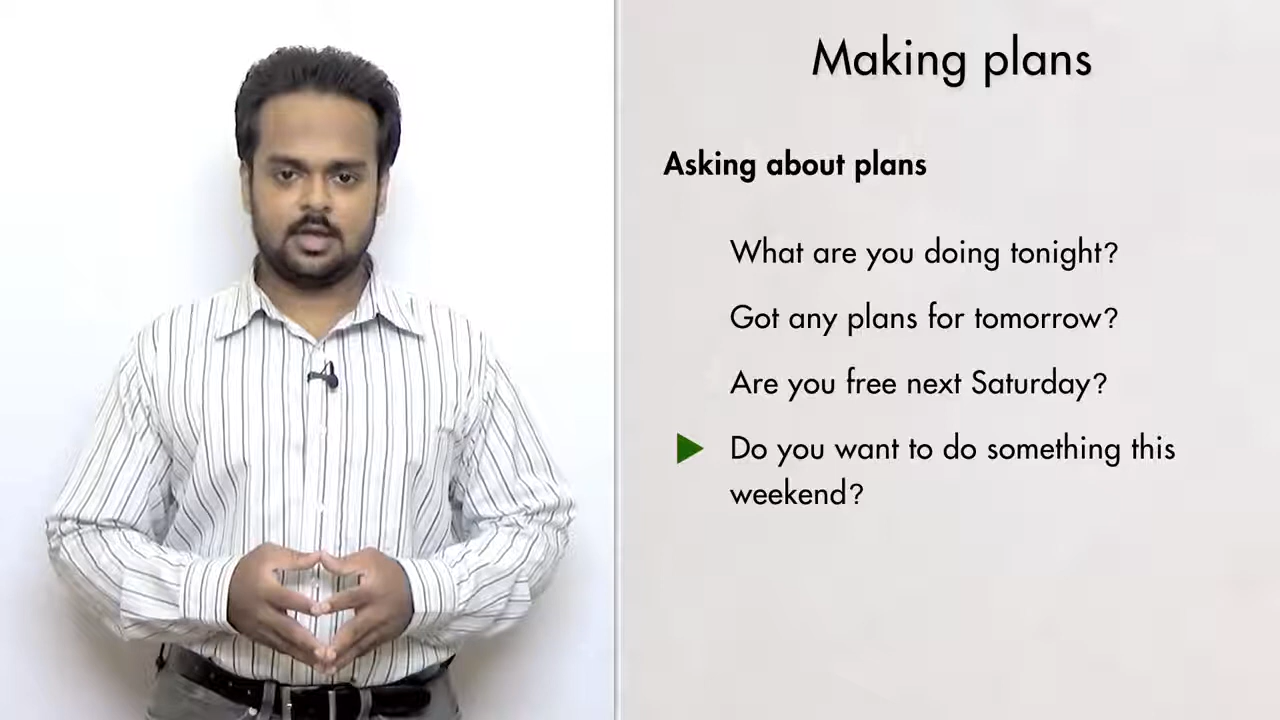 Making plans
Asking about plans
What are you doing tonight?
Got any plans for tomorrow?
Are you free next Saturday?
Do you want to do something this
weekend?